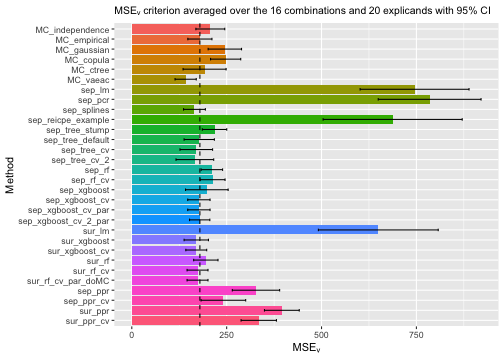 MSEᵥ criterion averaged over the 16 combinations and 20 explicands with 95% CI
Method
MC_independence
MC_empirical
MC_gaussian
MC_copula
MC_ctree
MC_vaeac
sep_lm
sep_pcr
sep_splines
sep_reicpe_example
sep_tree_stump
sep_tree_default
sep_tree_cv
sep_tree_cv_2
sep_rf
sep_rf_cv
sep_xgboost
sep_xgboost_cv
sep_xgboost_cv_par
sep_xgboost_cv_2_par
sur_lm
sur_xgboost
sur_xgboost_cv
sur_rf
sur_rf_cv
sur_rf_cv_par_doMC
sep_ppr
sep_ppr_cv
sur_ppr
sur_ppr_cv
0 250 500 750
MSEᵥ